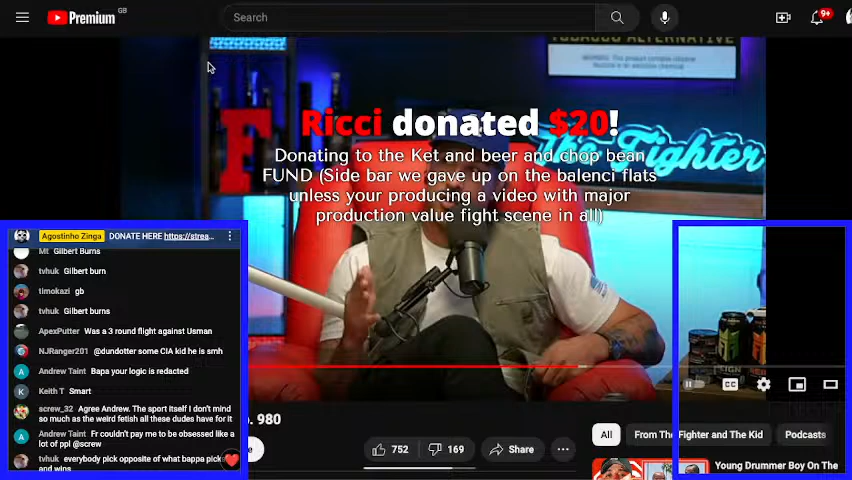 Premium GB
Search
9+
TOBACCO ALTERNATIVE
Ricci donated $20!
Donating to the Ket and beer and chop bean
FUND (Side bar we gave up on the balenci flats
unless your producing a video with major
production value fight scene in all)
The Fighter
F
Agostinho Zinga DONATE HERE https://strea...
Mt Gilbert Burns
tvhuk Gilbert burn
timokazi gb
tvhuk Gilbert burns
ApexPutter Was a 3 round flight against Usman
NJRanger201 @dundotter some CIA kid he is smh
Andrew Taint Bapa your logic is redacted
Keith T Smart
screw_32 Agree Andrew. The sport itself I don't mind
so much as the weird fetish all these dudes have for it
Andrew Taint Fr couldn't pay me to be obsessed like a
lot of ppl @screw
tvhuk everybody pick opposite of what bappa pick
and wins
REIGN
CC
o. 980
752 169 Share
All From The Fighter and The Kid Podcasts
Young Drummer Boy On The